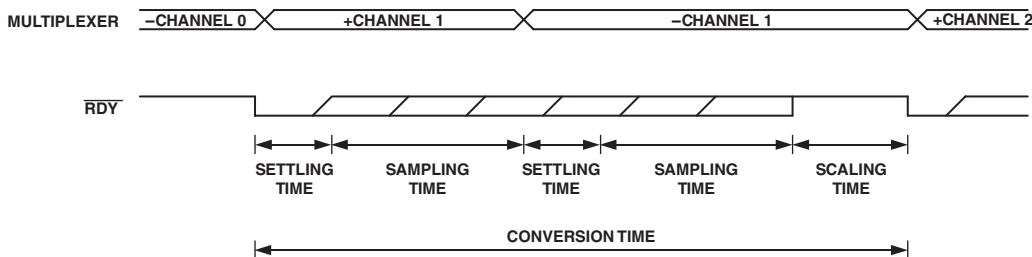 MULTIPLEXER
−CHANNEL 0
+CHANNEL 1
−CHANNEL 1
+CHANNEL 2
RDY
SETTLING TIME
SAMPLING TIME
SETTLING TIME
SAMPLING TIME
SCALING TIME
CONVERSION TIME